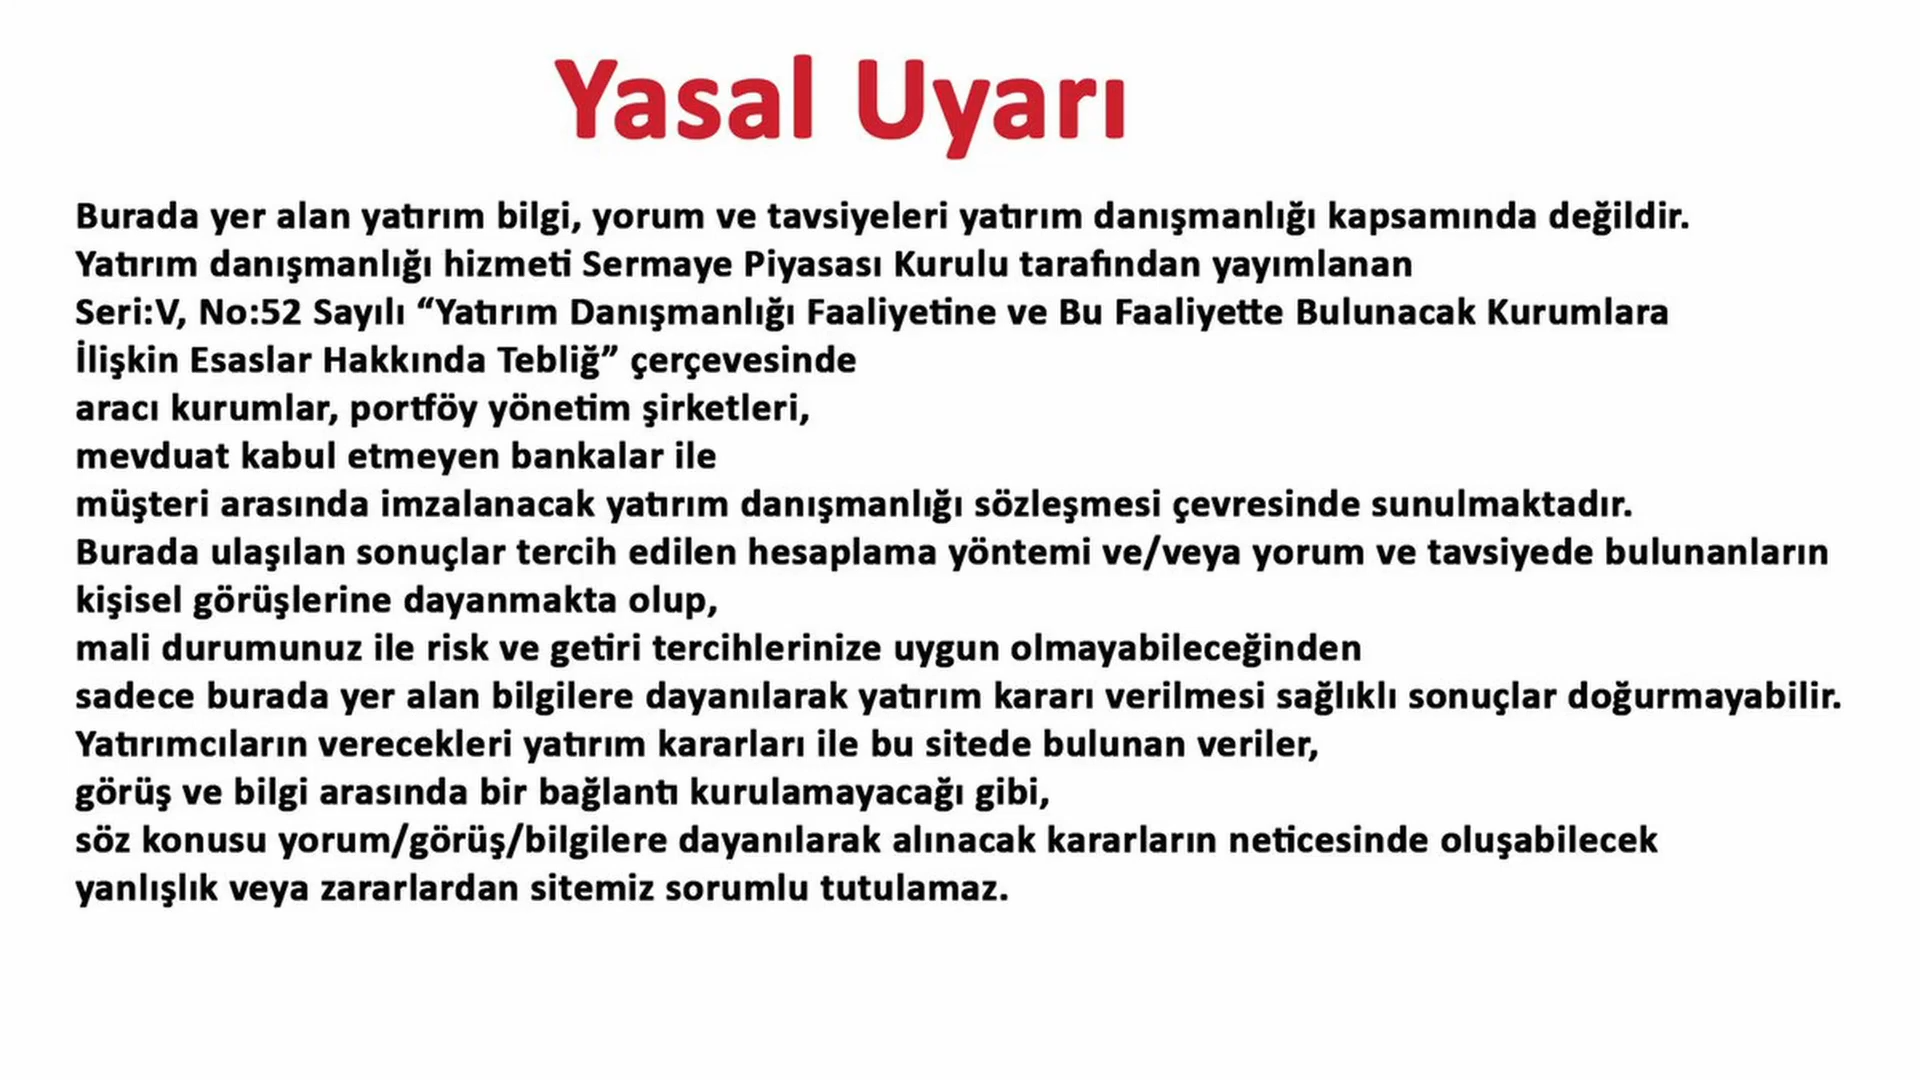 Yasal Uyarı
Burada yer alan yatırım bilgi, yorum ve tavsiyeleri yatırım danışmanlığı kapsamında değildir.
Yatırım danışmanlığı hizmeti Sermaye Piyasası Kurulu tarafından yayımlanan
Seri:V, No:52 Sayılı “Yatırım Danışmanlığı Faaliyetine ve Bu Faaliyette Bulunacak Kurumlara
İlişkin Esaslar Hakkında Tebliğ” çerçevesinde
aracı kurumlar, portföy yönetim şirketleri,
mevduat kabul etmeyen bankalar ile
müşteri arasında imzalanacak yatırım danışmanlığı sözleşmesi çevresinde sunulmaktadır.
Burada ulaşılan sonuçlar tercih edilen hesaplama yöntemi ve/veya yorum ve tavsiyede bulunanların
kişisel görüşlerine dayanmakta olup,
mali durumunuz ile risk ve getiri tercihlerinize uygun olmayabileceğinden
sadece burada yer alan bilgilere dayanılarak yatırım kararı verilmesi sağlıklı sonuçlar doğurmayabilir.
Yatırımcıların verecekleri yatırım kararları ile bu sitede bulunan veriler,
görüş ve bilgi arasında bir bağlantı kurulamayacağı gibi,
söz konusu yorum/görüş/bilgilere dayanılarak alınacak kararların neticesinde oluşabilecek
yanlışlık veya zararlardan sitemiz sorumlu tutulamaz.